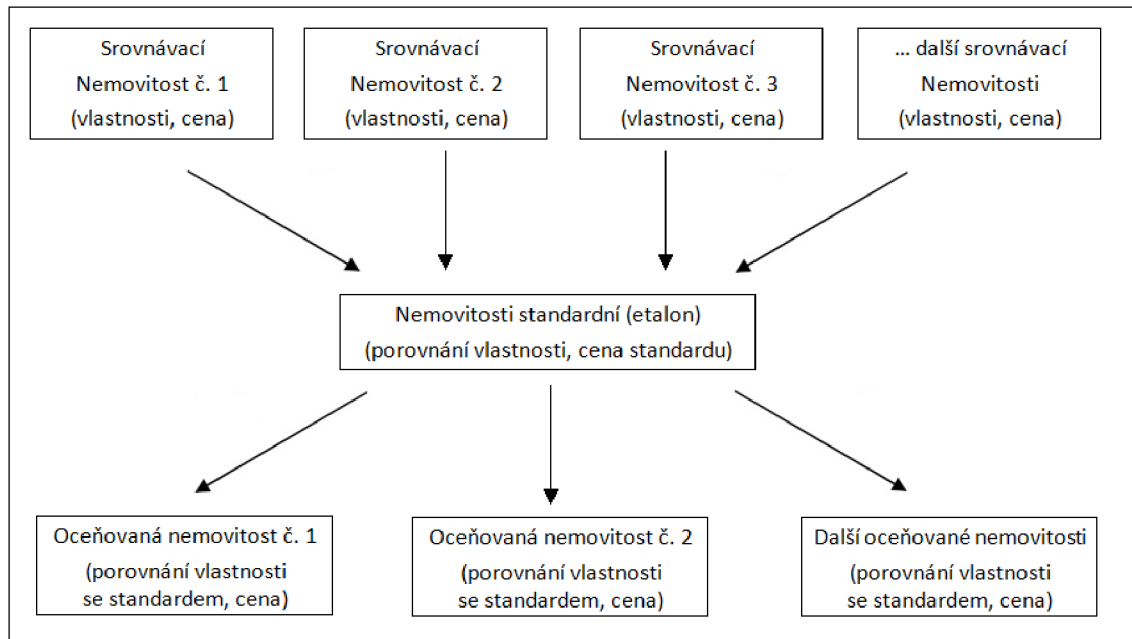 Srovnávací
Nemovitost č. 1
(vlastnosti, cena)
Srovnávací
Nemovitost č. 2
(vlastnosti, cena)
Srovnávací
Nemovitost č. 3
(vlastnosti, cena)
... další srovnávací
Nemovitosti
(vlastnosti, cena)
Nemovitosti standardní (etalon)
(porovnání vlastnosti, cena standardu)
Oceňovaná nemovitost č. 1
(porovnání vlastnosti
se standardem, cena)
Oceňovaná nemovitost č. 2
(porovnání vlastnosti
se standardem, cena)
Další oceňované nemovitosti
(porovnání vlastnosti
se standardem, cena)